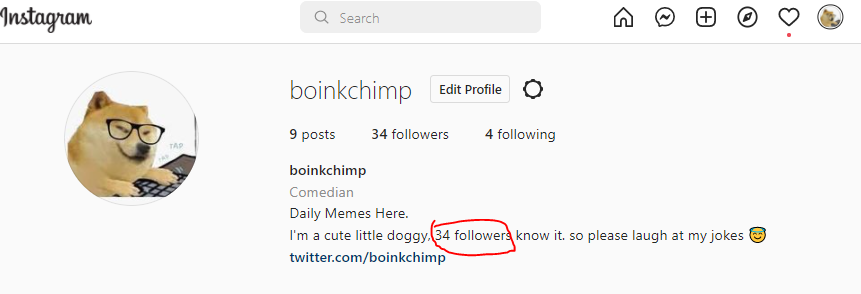 Instagram
Search
boinkchimp Edit Profile
9 posts 34 followers 4 following
boinkchimp
Comedian
Daily Memes Here.
I'm a cute little doggy, 34 followers know it. so please laugh at my jokes 😇
twitter.com/boinkchimp
TAP